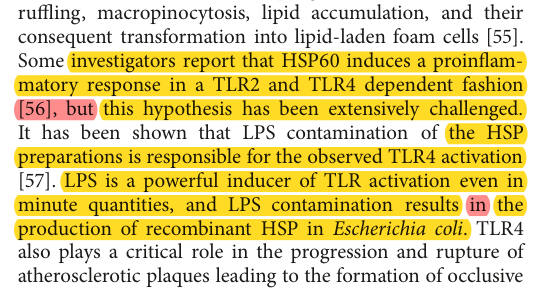 ruffling, macropinocytosis, lipid accumulation, and their
consequent transformation into lipid-laden foam cells [55].
Some investigators report that HSP60 induces a proinflam-
matory response in a TLR2 and TLR4 dependent fashion
[56], but this hypothesis has been extensively challenged.
It has been shown that LPS contamination of the HSP
preparations is responsible for the observed TLR4 activation
[57]. LPS is a powerful inducer of TLR activation even in
minute quantities, and LPS contamination results in the
production of recombinant HSP in Escherichia coli. TLR4
also plays a critical role in the progression and rupture of
atherosclerotic plaques leading to the formation of occlusive